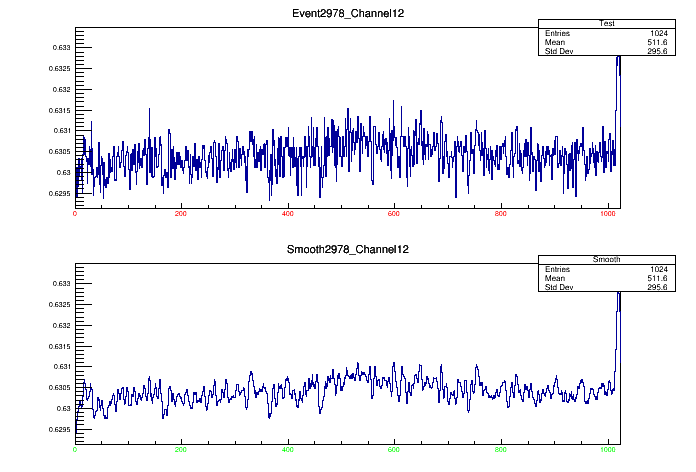 Event2978_Channel12
Test
Entries 1024
Mean 511.6
Std Dev 295.6
0.633
0.6325
0.632
0.6315
0.631
0.6305
0.63
0.6295
0 200 400 600 800 1000
Smooth2978_Channel12
Smooth
Entries 1024
Mean 511.6
Std Dev 295.6
0.633
0.6325
0.632
0.6315
0.631
0.6305
0.63
0.6295
0 200 400 600 800 1000